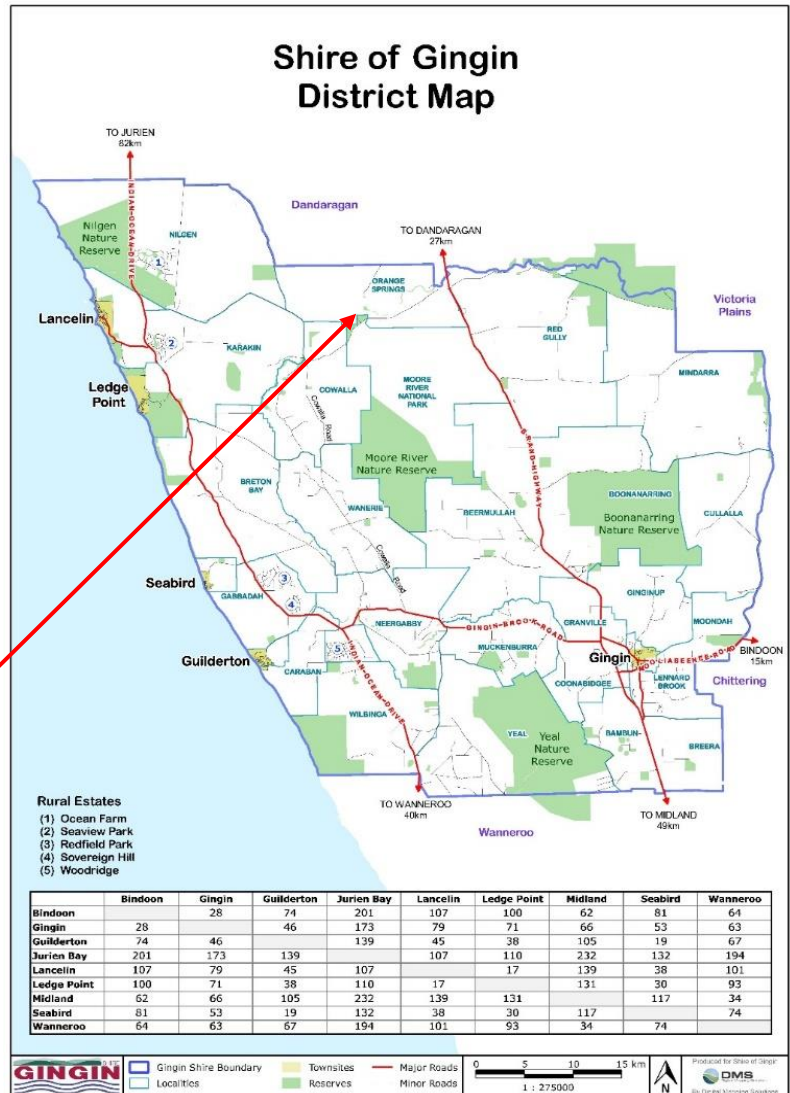 Shire of Gingin
District Map
TO JURIEN
82km
Dandaragan
TO DANDARAGAN
27km
INDIAN-OCEAN-DRIVE
Nilgen
Nature
Reserve
NILGEN
1
ORANGE
SPRINGS
Victoria
Plains
Lancelin
2
KARAKIN
RED
GULLY
MINDARRA
Ledge
Point
COWALLA
MOORE
RIVER
NATIONAL
PARK
Cowalla Road
BRAND-HIGHWAY
Moore River
Nature Reserve
BRETON
BAY
WANERIE
BEERMULLAH
BOONANARRING
Boonanarring
Nature Reserve
CULLALLA
Cowalla Road
Seabird
3
GABBADAH
4
GINGINUP
NEERGABBY
GINGIN-BROOK-ROAD
GRANVILLE
MOONDAH
Guilderton
5
MUCKENBURRA
Gingin
BINDOON
15km
CARABAN
INDIAN-OCEAN-DRIVE
COONABIDGEE
LENNARD
BROOK
Chittering
WILBINGA
YEAL
Yeal
Nature
Reserve
BAMBUN
BREERA
TO WANNEROO
40km
Wanneroo
TO MIDLAND
49km
Rural Estates
(1) Ocean Farm
(2) Seaview Park
(3) Redfield Park
(4) Sovereign Hill
(5) Woodridge
Bindoon Gingin Guilderton Jurien Bay Lancelin Ledge Point Midland Seabird Wanneroo
Bindoon 28 74 201 107 100 62 81 64
Gingin 28 46 173 79 71 66 53 63
Guilderton 74 46 139 45 38 105 19 67
Jurien Bay 201 173 139 107 110 232 132 194
Lancelin 107 79 45 107 17 139 38 101
Ledge Point 100 71 38 110 17 131 30 93
Midland 62 66 105 232 139 131 117 34
Seabird 81 53 19 132 38 30 117 74
Wanneroo 64 63 67 194 101 93 34 74
GINGIN
Gingin Shire Boundary
Localities
Townsites
Reserves
Major Roads
Minor Roads
0 5 10 15 km
1 : 275000
N
Produced for Shire of Gingin
DMS